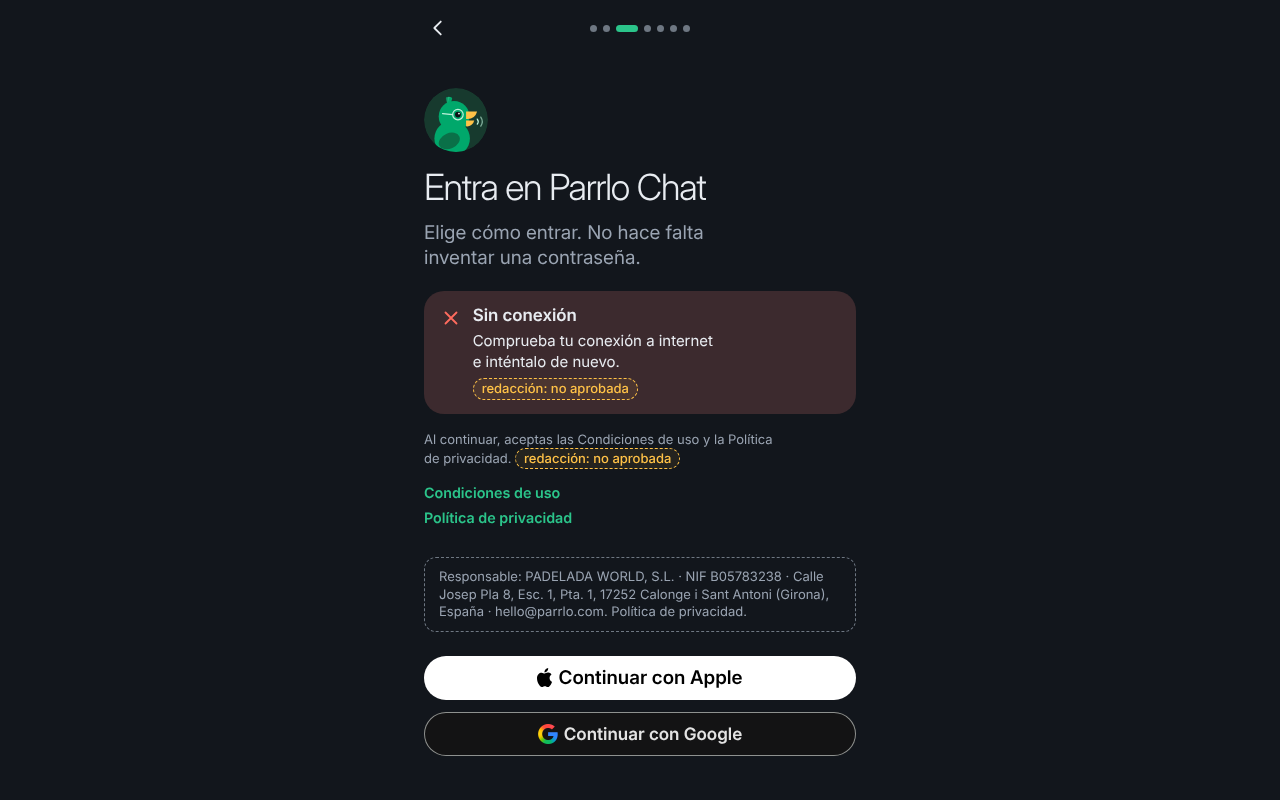 Entra en Parrlo Chat
Elige cómo entrar. No hace falta
inventar una contraseña.
Sin conexión
Comprueba tu conexión a internet
e inténtalo de nuevo.
redacción: no aprobada
Al continuar, aceptas las Condiciones de uso y la Política
de privacidad. redacción: no aprobada
Condiciones de uso
Política de privacidad
Responsable: PADELADA WORLD, S.L. · NIF B05783238 · Calle
Josep Pla 8, Esc. 1, Pta. 1, 17252 Calonge i Sant Antoni (Girona),
España · hello@parrlo.com. Política de privacidad.
Continuar con Apple
Continuar con Google